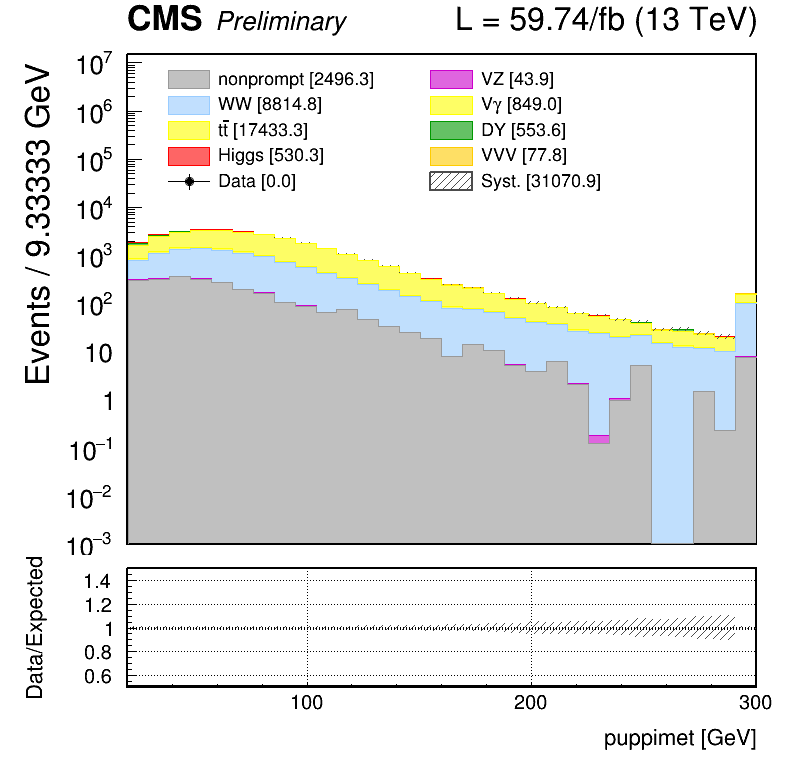 CMS Preliminary L = 59.74/fb (13 TeV)
Events / 9.33333 GeV
10⁷
10⁶
10⁵
10⁴
10³
10²
10
1
10⁻¹
10⁻²
10⁻³
nonprompt [2496.3]
WW [8814.8]
tt̄ [17433.3]
Higgs [530.3]
Data [0.0]
VZ [43.9]
Vγ [849.0]
DY [553.6]
VVV [77.8]
Syst. [31070.9]
Data/Expected
1.4
1.2
1
0.8
0.6
100 200 300
puppimet [GeV]